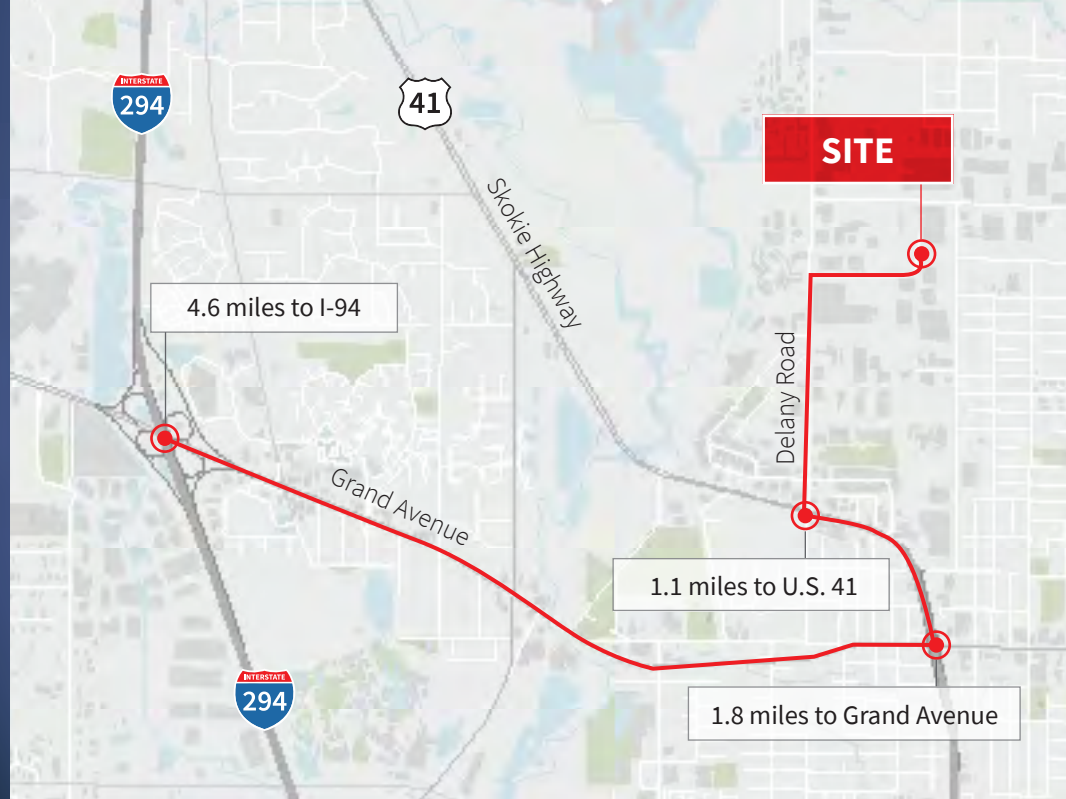 INTERSTATE
294
41
SITE
Skokie Highway
4.6 miles to I-94
Delany Road
Grand Avenue
1.1 miles to U.S. 41
INTERSTATE
294
1.8 miles to Grand Avenue